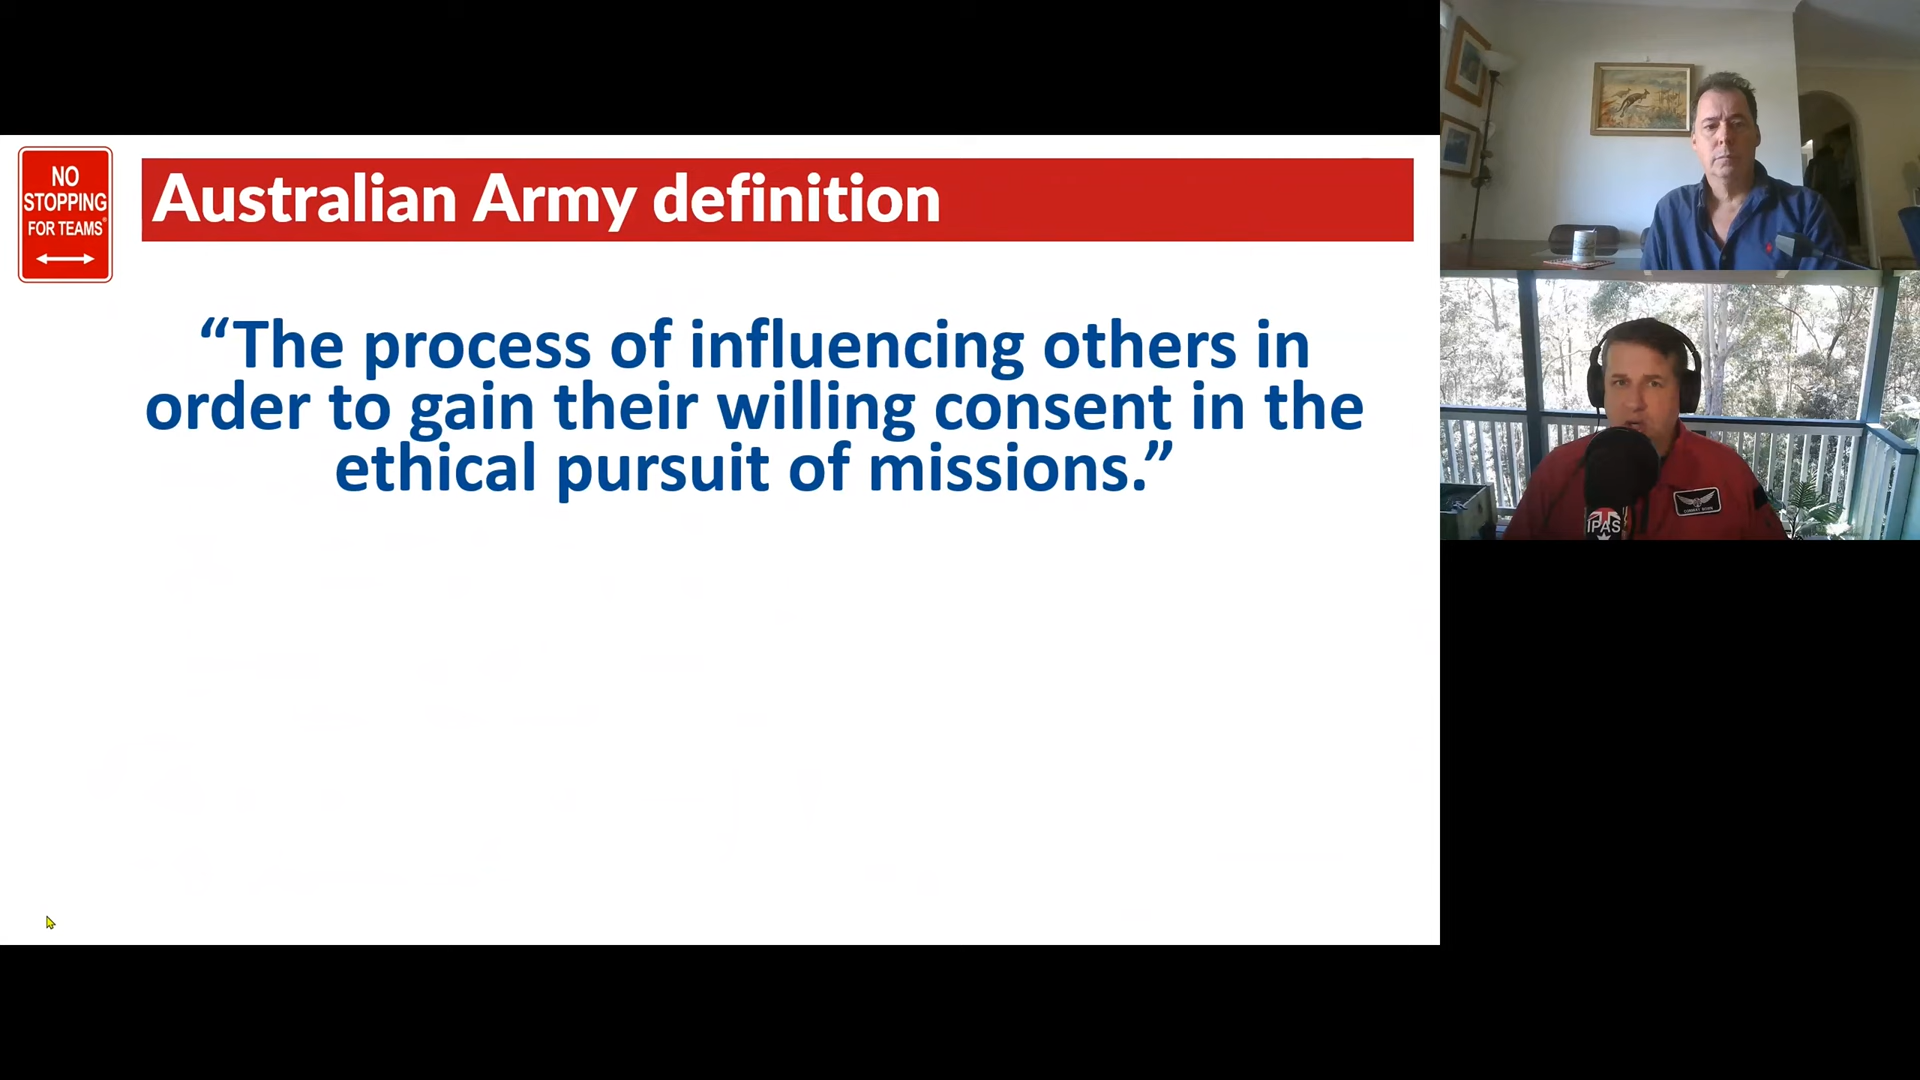 NO
STOPPING
FOR TEAMS®
Australian Army definition
“The process of influencing others in
order to gain their willing consent in the
ethical pursuit of missions.”
IPAS